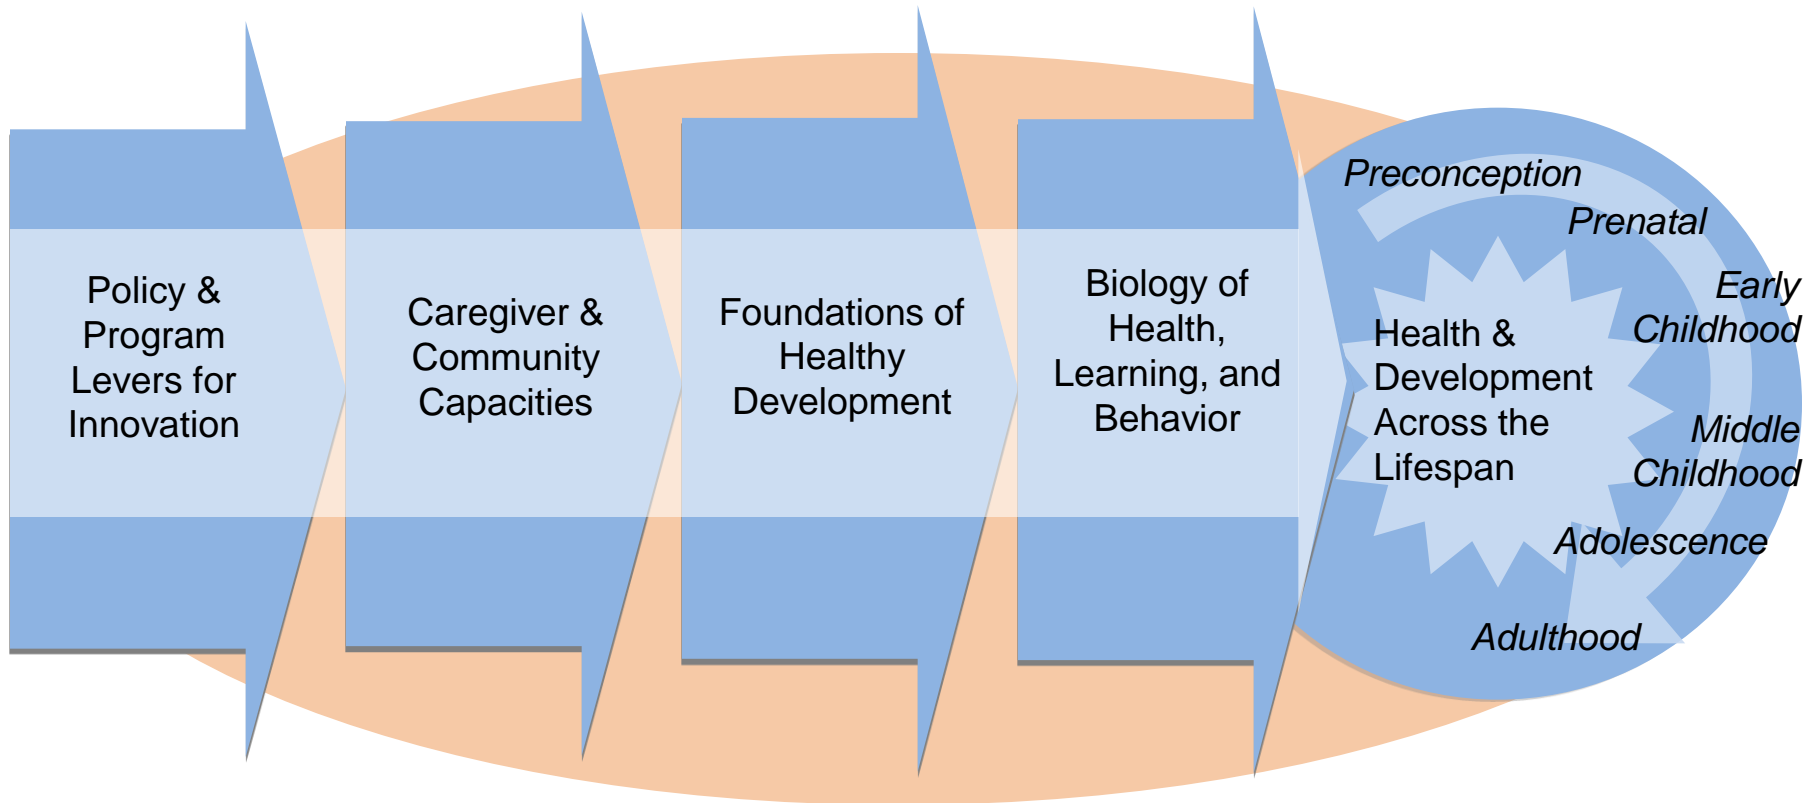 Policy &
Program
Levers for
Innovation
Caregiver &
Community
Capacities
Foundations of
Healthy
Development
Biology of
Health,
Learning, and
Behavior
Health &
Development
Across the
Lifespan
Preconception
Prenatal
Early
Childhood
Middle
Childhood
Adolescence
Adulthood